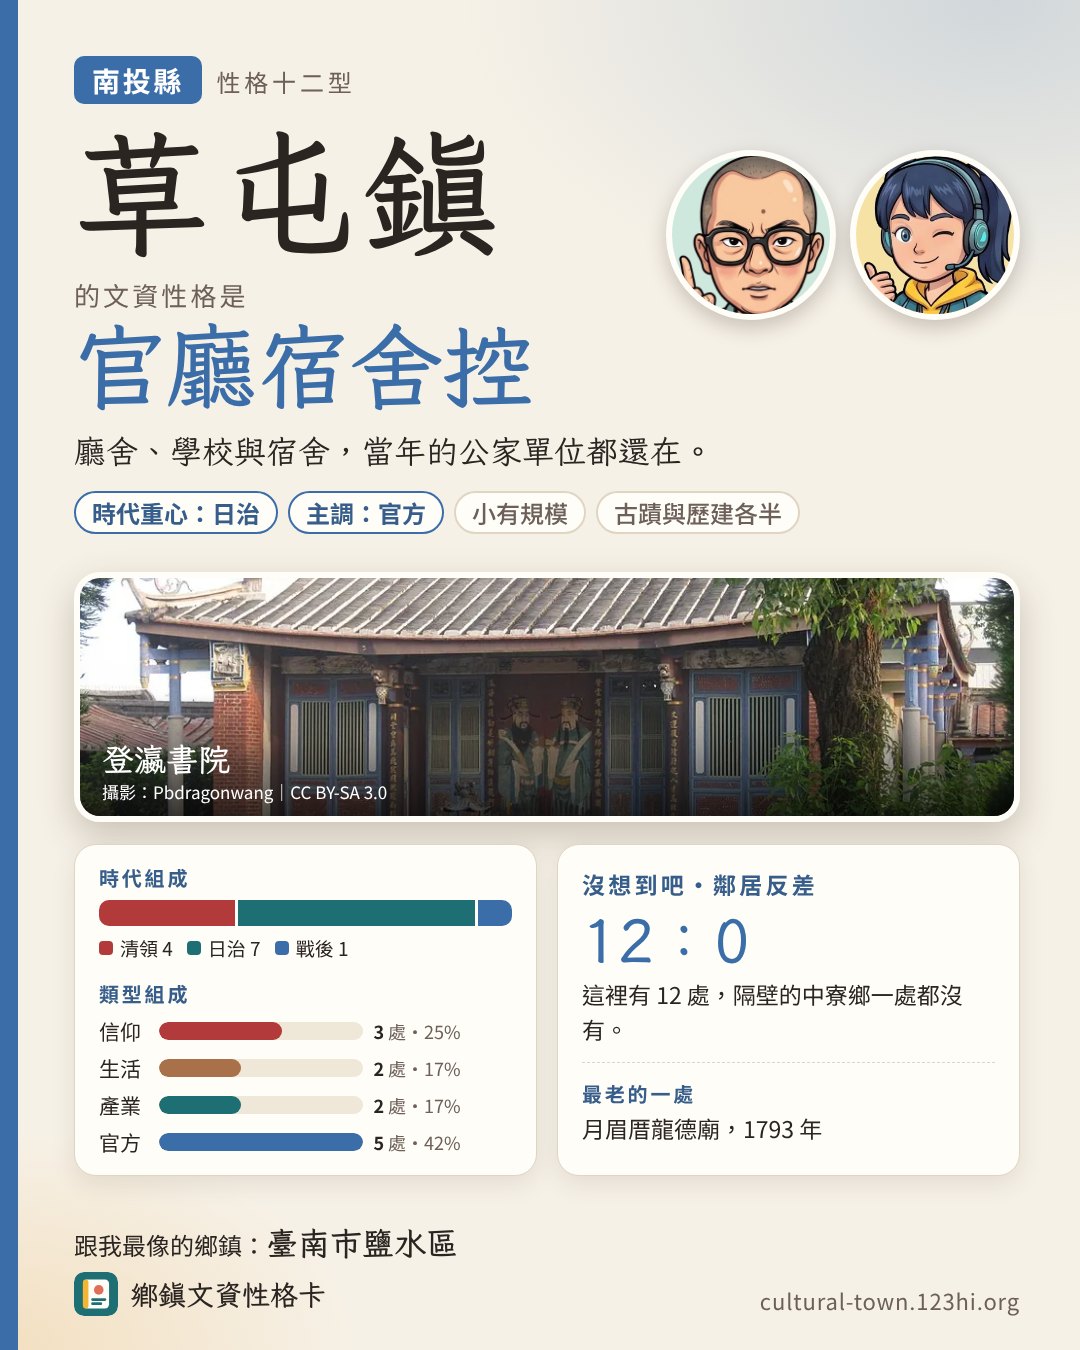 南投縣 性格十二型
草屯鎮
的文資性格是
官廳宿舍控
廳舍、學校與宿舍，當年的公家單位都還在。
時代重心：日治 主調：官方 小有規模 古蹟與歷建各半
登瀛書院
攝影：Pbdragonwang｜CC BY-SA 3.0
時代組成
清領 4 日治 7 戰後 1
類型組成
信仰 3 處・25%
生活 2 處・17%
產業 2 處・17%
官方 5 處・42%
沒想到吧・鄰居反差
12：0
這裡有 12 處，隔壁的中寮鄉一處都沒
有。
最老的一處
月眉厝龍德廟，1793 年
跟我最像的鄉鎮：臺南市鹽水區
鄉鎮文資性格卡
cultural-town.123hi.org